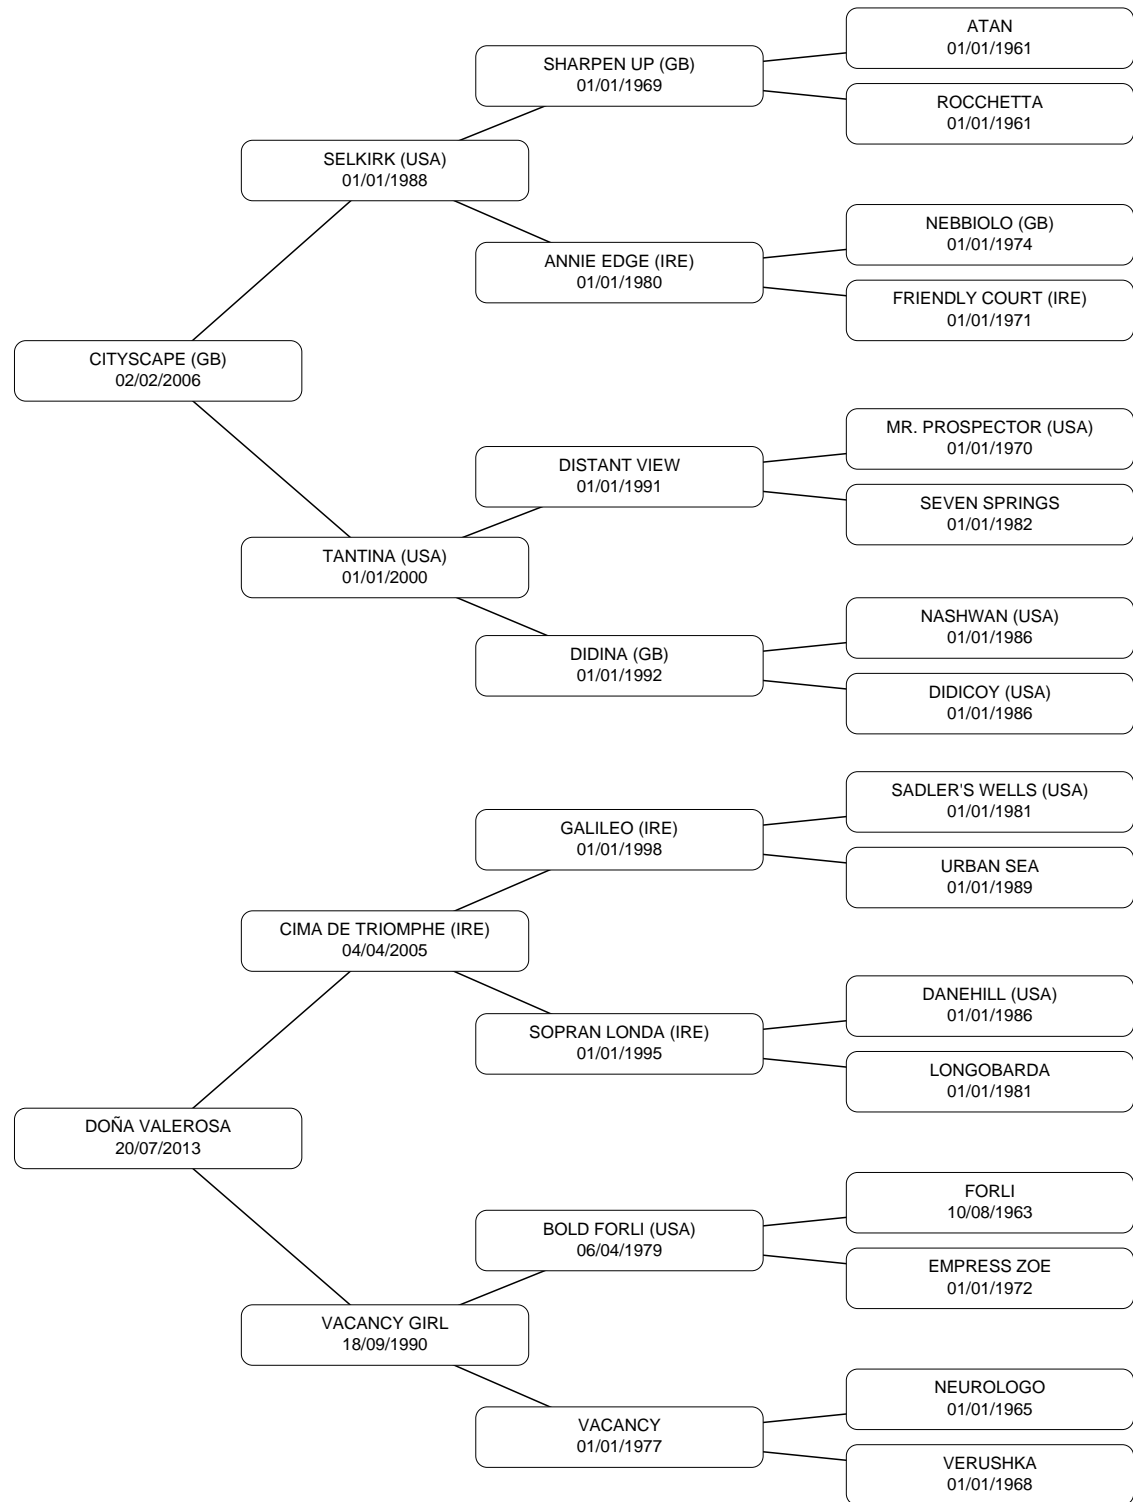 ATAN
01/01/1961
SHARPEN UP (GB)
01/01/1969
ROCCHETTA
01/01/1961
SELKIRK (USA)
01/01/1988
NEBBIOLO (GB)
01/01/1974
ANNIE EDGE (IRE)
01/01/1980
FRIENDLY COURT (IRE)
01/01/1971
CITYSCAPE (GB)
02/02/2006
MR. PROSPECTOR (USA)
01/01/1970
DISTANT VIEW
01/01/1991
SEVEN SPRINGS
01/01/1982
TANTINA (USA)
01/01/2000
NASHWAN (USA)
01/01/1986
DIDINA (GB)
01/01/1992
DIDICOY (USA)
01/01/1986
SADLER'S WELLS (USA)
01/01/1981
GALILEO (IRE)
01/01/1998
URBAN SEA
01/01/1989
CIMA DE TRIOMPHE (IRE)
04/04/2005
DANEHILL (USA)
01/01/1986
SOPRAN LONDA (IRE)
01/01/1995
LONGOBARDA
01/01/1981
DOÑA VALEROSA
20/07/2013
FORLI
10/08/1963
BOLD FORLI (USA)
06/04/1979
EMPRESS ZOE
01/01/1972
VACANCY GIRL
18/09/1990
NEUROLOGO
01/01/1965
VACANCY
01/01/1977
VERUSHKA
01/01/1968